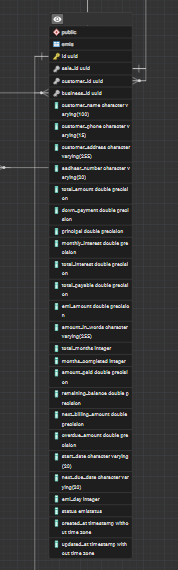 public
emis
id uuid
sale_id uuid
customer_id uuid
business_id uuid
customer_name character v
arying(100)
customer_phone character
varying(15)
customer_address character
varying(255)
aadhaar_number character v
arying(20)
total_amount double precisi
on
down_payment double preci
sion
principal double precision
monthly_interest double pre
cision
total_interest double precisi
on
total_payable double precisi
on
emi_amount double precisio
n
amount_in_words character
varying(255)
total_months integer
months_completed integer
amount_paid double precisi
on
remaining_balance double p
recision
next_billing_amount double
precision
overdue_amount double pre
cision
start_date character varying
(20)
next_due_date character var
ying(20)
emi_day integer
status emistatus
created_at timestamp witho
ut time zone
updated_at timestamp with
out time zone